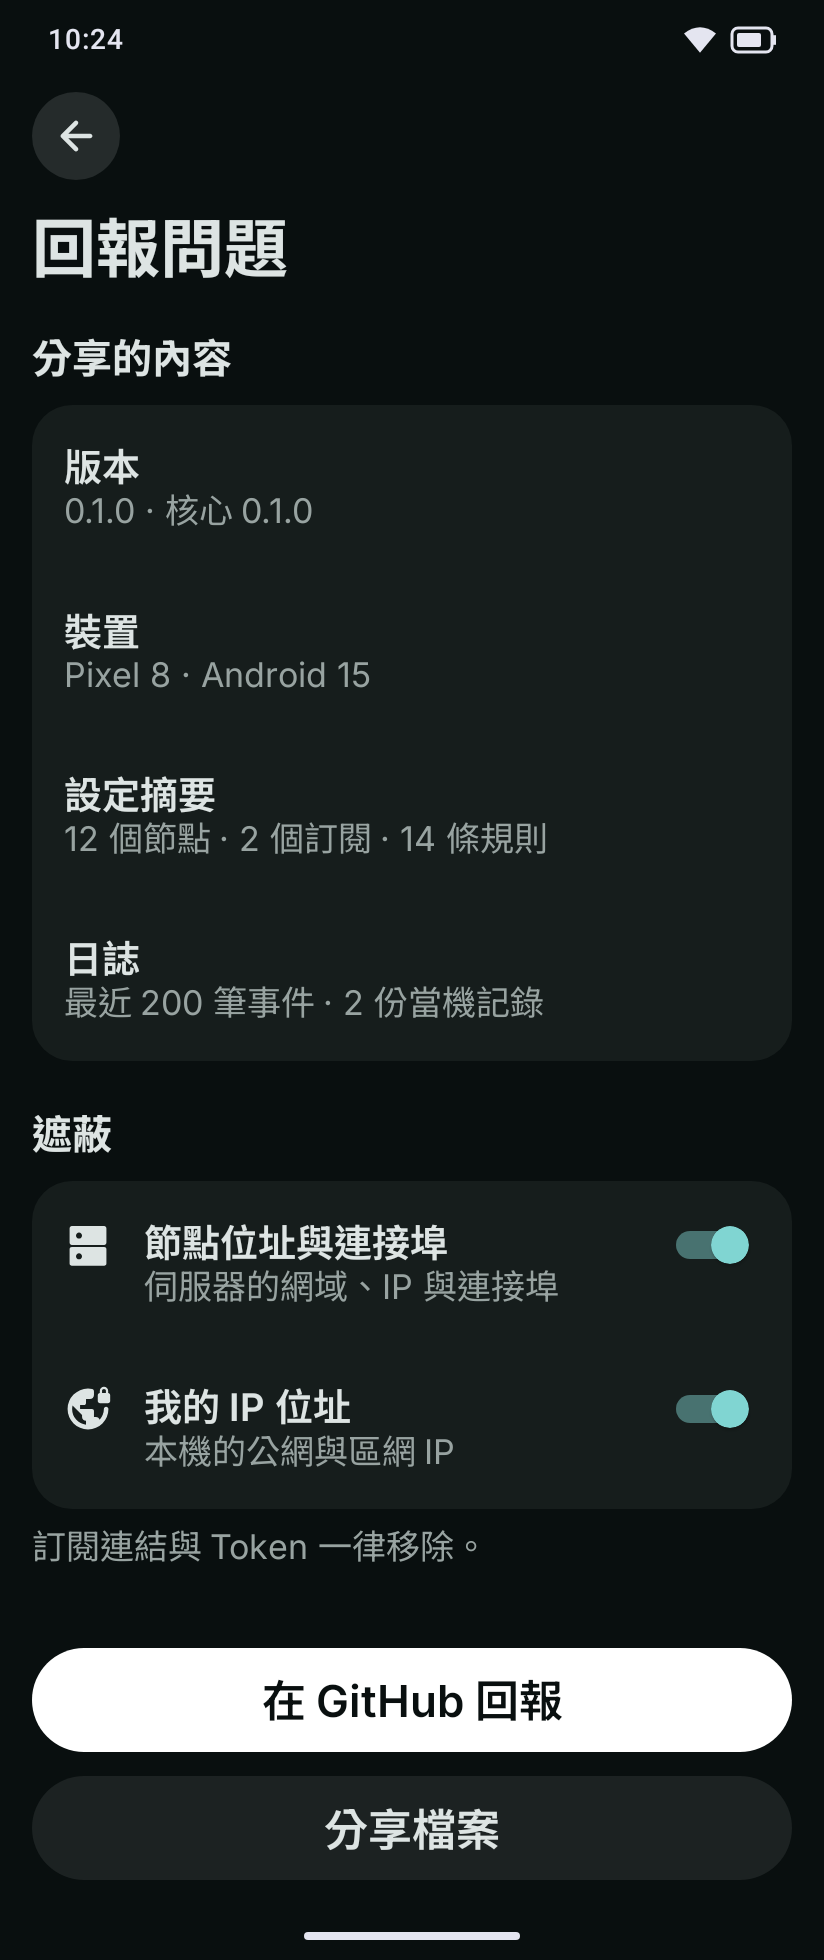 10:24
回報問題
分享的內容
版本
0.1.0 · 核心 0.1.0
裝置
Pixel 8 · Android 15
設定摘要
12 個節點 · 2 個訂閱 · 14 條規則
日誌
最近 200 筆事件 · 2 份當機記錄
遮蔽
節點位址與連接埠
伺服器的網域、IP 與連接埠
我的 IP 位址
本機的公網與區網 IP
訂閱連結與 Token 一律移除。
在 GitHub 回報
分享檔案